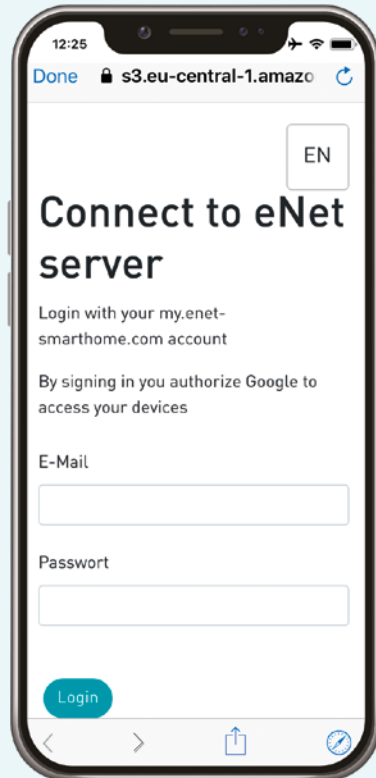 12:25
Done s3.eu-central-1.amazo
EN
Connect to eNet
server
Login with your my.enet-
smarthome.com account
By signing in you authorize Google to
access your devices
E-Mail
Passwort
Login